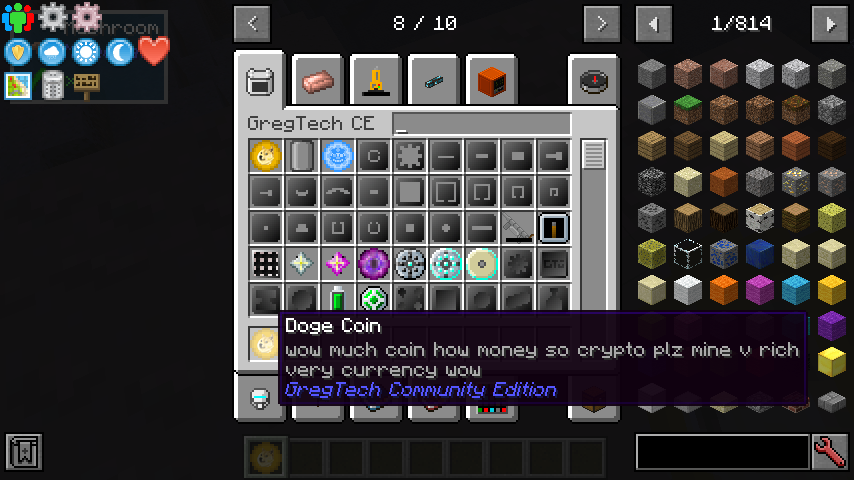 Mushroom
8 / 10
1/814
GregTech CE
Doge Coin
wow much coin how money so crypto plz mine v rich
very currency wow
GregTech Community Edition